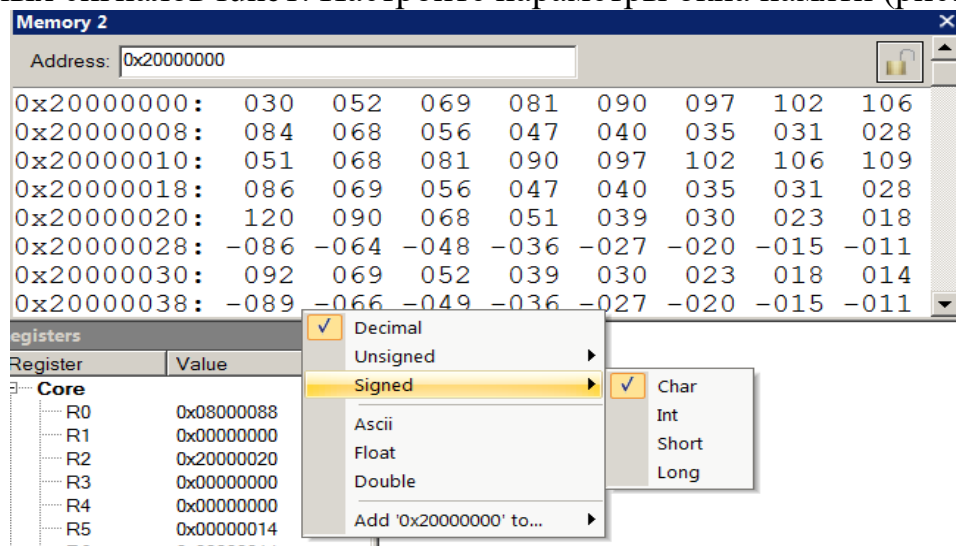 Memory 2
Address: 0x20000000
0x20000000: 030 052 069 081 090 097 102 106
0x20000008: 084 068 056 047 040 035 031 028
0x20000010: 051 068 081 090 097 102 106 109
0x20000018: 086 069 056 047 040 035 031 028
0x20000020: 120 090 068 051 039 030 023 018
0x20000028: -086 -064 -048 -036 -027 -020 -015 -011
0x20000030: 092 069 052 039 030 023 018 014
0x20000038: -089 -066 -049 -036 -027 -020 -015 -011
egisters
Register Value
Core
R0 0x08000088
R1 0x00000000
R2 0x20000020
R3 0x00000000
R4 0x00000000
R5 0x00000014
Decimal
Unsigned
Signed
Ascii
Float
Double
Add '0x20000000' to...
Char
Int
Short
Long